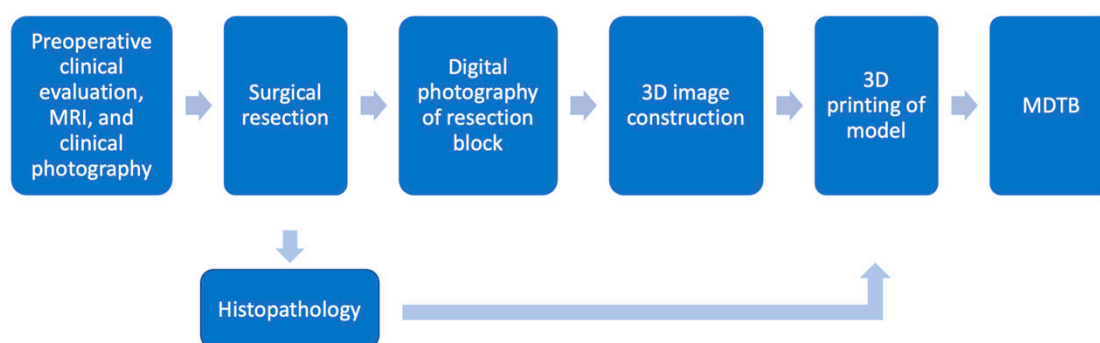 Preoperative
clinical
evaluation,
MRI, and
clinical
photography
Surgical
resection
Digital
photography
of resection
block
3D image
construction
3D
printing of
model
MDTB
Histopathology